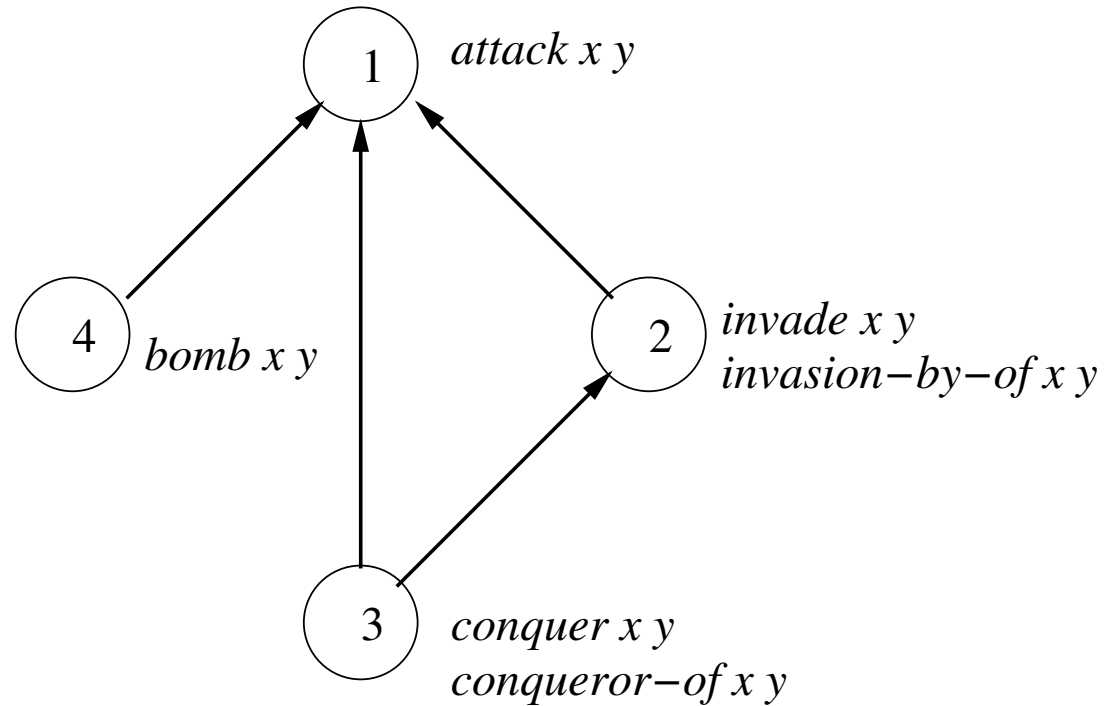 1
attack x y
4
bomb x y
2
invade x y
invasion−by−of x y
3
conquer x y
conqueror−of x y